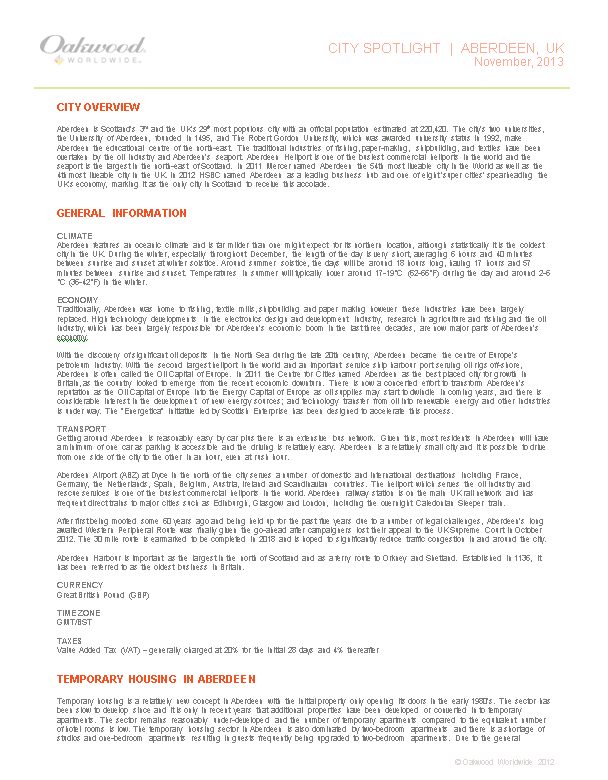 Oakwood
WORLDWIDE
CITY SPOTLIGHT | ABERDEEN, UK
November, 2013
CITY OVERVIEW
Aberdeen is Scotland's 3rd and the UK's 29th most populous city with an official population estimated at 220,420. The city's two universities,
the University of Aberdeen, founded in 1495, and The Robert Gordon University, which was awarded university status in 1992, make
Aberdeen the educational centre of the north-east. The traditional industries of fishing, paper-making, shipbuilding, and textiles have been
overtaken by the oil industry and Aberdeen's seaport. Aberdeen Heliport is one of the busiest commercial heliports in the world and the
seaport is the largest in the north-east of Scotland. In 2011 Mercer named Aberdeen the 54th most liveable city in the World as well as the
4th most liveable city in the UK. In 2012 HSBC named Aberdeen as a leading business hub and one of eight 'super cities' spearheading the
UK's economy, marking it as the only city in Scotland to receive this accolade.
GENERAL INFORMATION
CLIMATE
Aberdeen features an oceanic climate and is far milder than one might expect for its northern location, although statistically it is the coldest
city in the UK. During the winter, especially throughout December, the length of the day is very short, averaging 6 hours and 40 minutes
between sunrise and sunset at winter solstice. Around summer solstice, the days will be around 18 hours long, having 17 hours and 57
minutes between sunrise and sunset. Temperatures in summer will typically hover around 17-19°C (62-66°F) during the day and around 2-6
°C (36-42°F) in the winter.
ECONOMY
Traditionally, Aberdeen was home to fishing, textile mills, shipbuilding and paper making however these industries have been largely
replaced. High technology developments in the electronics design and development industry, research in agriculture and fishing and the oil
industry, which has been largely responsible for Aberdeen's economic boom in the last three decades, are now major parts of Aberdeen's
economy.
With the discovery of significant oil deposits in the North Sea during the late 20th century, Aberdeen became the centre of Europe's
petroleum industry. With the second largest heliport in the world and an important service ship harbour port serving oil rigs off-shore,
Aberdeen is often called the Oil Capital of Europe. In 2011 the Centre for Cities named Aberdeen as the best placed city for growth in
Britain, as the country looked to emerge from the recent economic downturn. There is now a concerted effort to transform Aberdeen's
reputation as the Oil Capital of Europe into the Energy Capital of Europe as oil supplies may start to dwindle in coming years, and there is
considerable interest in the development of new energy sources; and technology transfer from oil into renewable energy and other industries
is under way. The "Energetica" initiative led by Scottish Enterprise has been designed to accelerate this process.
TRANSPORT
Getting around Aberdeen is reasonably easy by car plus there is an extensive bus network. Given this, most residents in Aberdeen will have
a minimum of one car as parking is accessible and the driving is relatively easy. Aberdeen is a relatively small city and it is possible to drive
from one side of the city to the other in an hour, even at rush hour.
Aberdeen Airport (ABZ) at Dyce in the north of the city serves a number of domestic and international destinations including France,
Germany, the Netherlands, Spain, Belgium, Austria, Ireland and Scandinavian countries. The heliport which serves the oil industry and
rescue services is one of the busiest commercial heliports in the world. Aberdeen railway station is on the main UK rail network and has
frequent direct trains to major cities such as Edinburgh, Glasgow and London, including the overnight Caledonian Sleeper train.
After first being mooted some 60 years ago and being held up for the past five years due to a number of legal challenges, Aberdeen's long
awaited Western Peripheral Route was finally given the go-ahead after campaigners lost their appeal to the UK Supreme Court in October
2012. The 30 mile route is earmarked to be completed in 2018 and is hoped to significantly reduce traffic congestion in and around the city.
Aberdeen Harbour is important as the largest in the north of Scotland and as a ferry route to Orkney and Shetland. Established in 1136, it
has been referred to as the oldest business in Britain.
CURRENCY
Great British Pound (GBP)
TIME ZONE
GMT/BST
TAXES
Value Added Tax (VAT) – generally charged at 20% for the initial 28 days and 4% thereafter
TEMPORARY HOUSING IN ABERDEEN
Temporary housing is a relatively new concept in Aberdeen with the initial property only opening its doors in the early 1980's. The sector has
been slow to develop since and it is only in recent years that additional properties have been developed or converted in to temporary
apartments. The sector remains reasonably under-developed and the number of temporary apartments compared to the equivalent number
of hotel rooms is low. The temporary housing sector in Aberdeen is also dominated by two-bedroom apartments and there is a shortage of
studios and one-bedroom apartments resulting in guests frequently being upgraded to two-bedroom apartments. Due to the general
© Oakwood Worldwide 2012